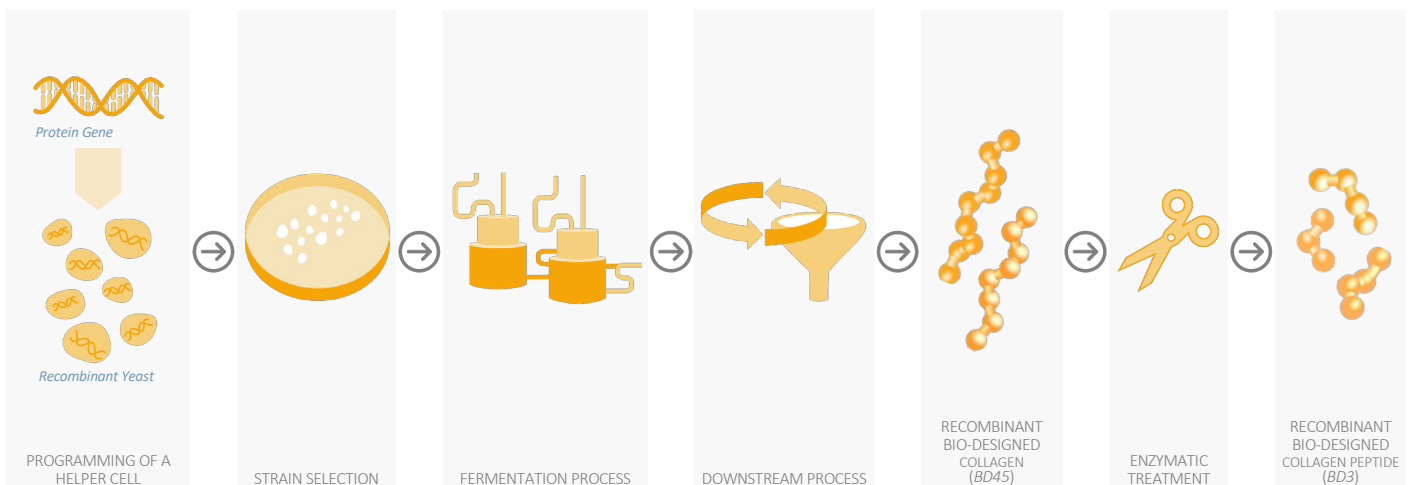 Protein Gene
Recombinant Yeast
PROGRAMMING OF A
HELPER CELL
STRAIN SELECTION
FERMENTATION PROCESS
DOWNSTREAM PROCESS
RECOMBINANT
BIO-DESIGNED
COLLAGEN
(BD45)
ENZYMATIC
TREATMENT
RECOMBINANT
BIO-DESIGNED
COLLAGEN PEPTIDE
(BD3)